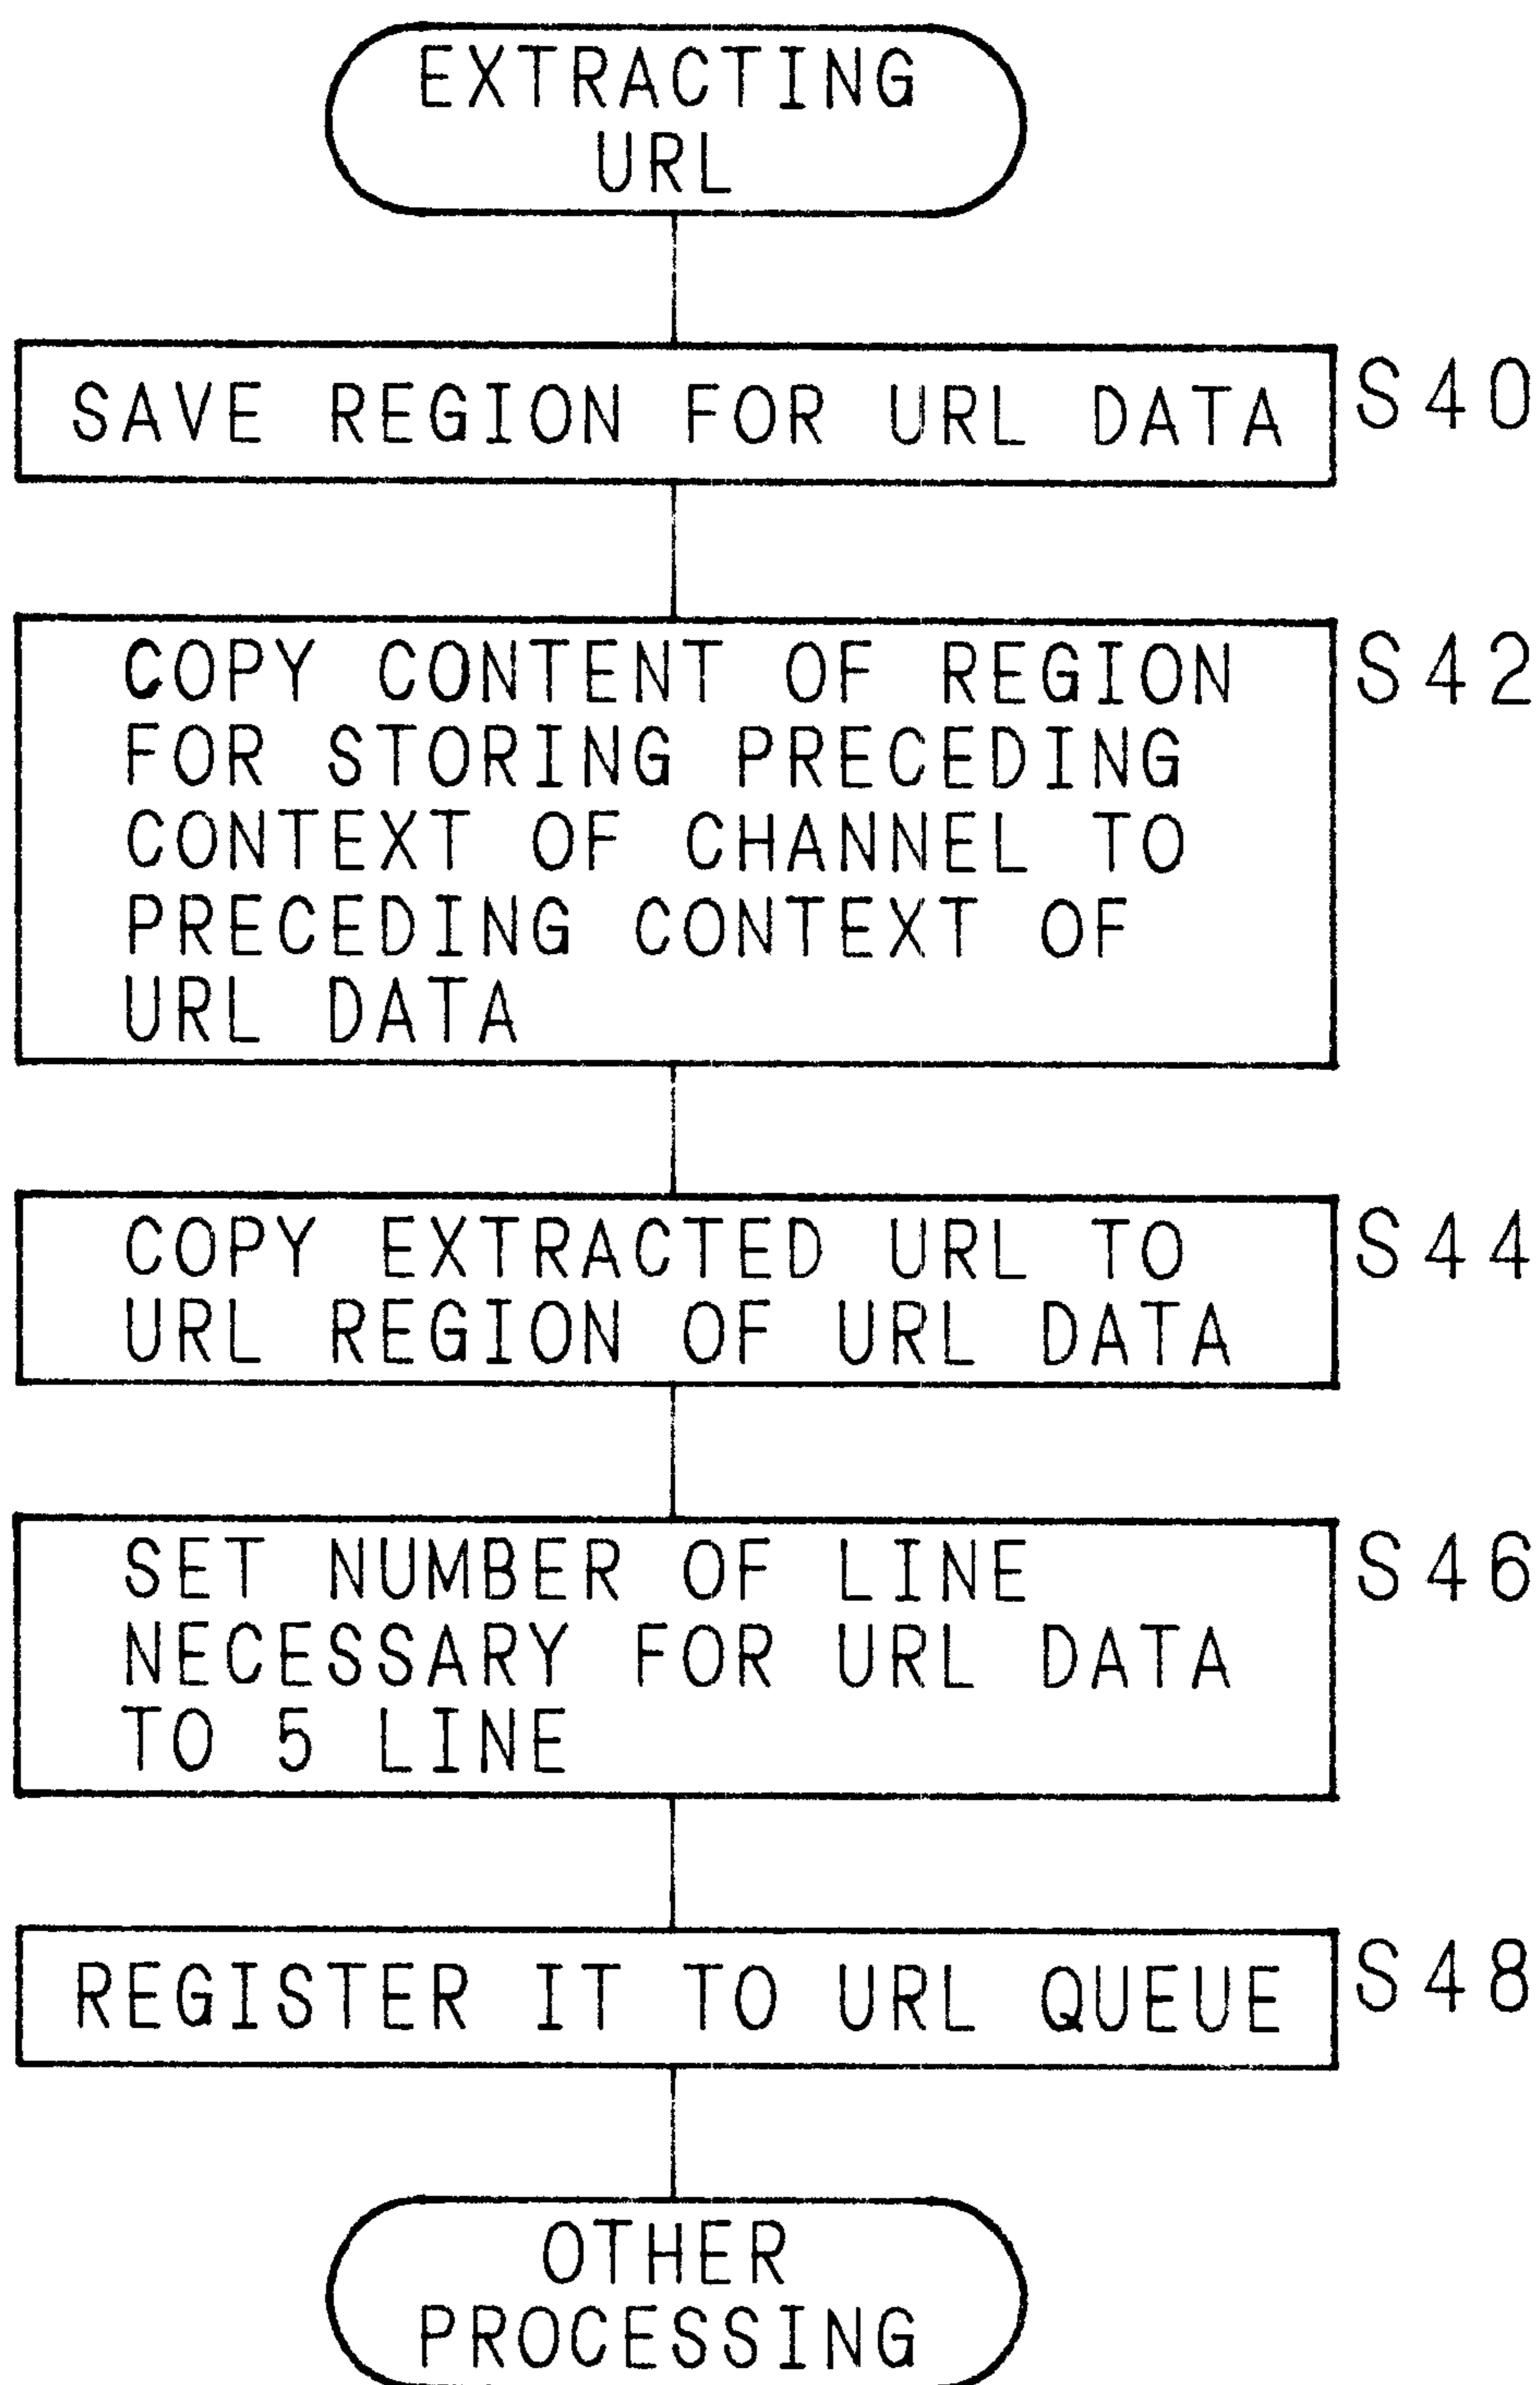 EXTRACTING
URL
SAVE REGION FOR URL DATA
S40
COPY CONTENT OF REGION
FOR STORING PRECEDING
CONTEXT OF CHANNEL TO
PRECEDING CONTEXT OF
URL DATA
S42
COPY EXTRACTED URL TO
URL REGION OF URL DATA
S44
SET NUMBER OF LINE
NECESSARY FOR URL DATA
TO 5 LINE
S46
REGISTER IT TO URL QUEUE
S48
OTHER
PROCESSING